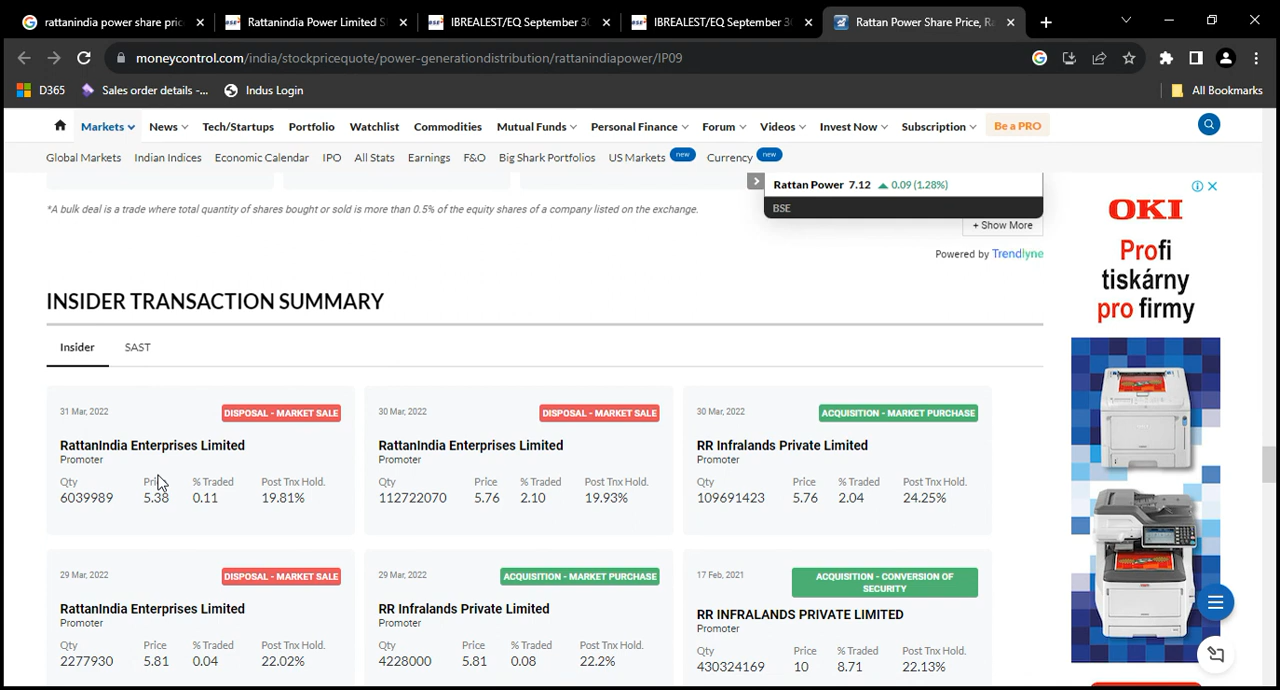 rattanindia power share pric
Rattanindia Power Limited S
IBREALEST/EQ September 30
IBREALEST/EQ September 30
Rattan Power Share Price, Ra
moneycontrol.com/india/stockpricequote/power-generationdistribution/rattanindiapower/IP09
D365
Sales order details -...
Indus Login
All Bookmarks
Markets
News
Tech/Startups
Portfolio
Watchlist
Commodities
Mutual Funds
Personal Finance
Forum
Videos
Invest Now
Subscription
Be a PRO
Global Markets
Indian Indices
Economic Calendar
IPO
All Stats
Earnings
F&O
Big Shark Portfolios
US Markets new
Currency new
Rattan Power 7.12 0.09 (1.28%)
BSE
*A bulk deal is a trade where total quantity of shares bought or sold is more than 0.5% of the equity shares of a company listed on the exchange.
+ Show More
Powered by Trendlyne
INSIDER TRANSACTION SUMMARY
Insider
SAST
31 Mar, 2022
DISPOSAL - MARKET SALE
RattanIndia Enterprises Limited
Promoter
Qty Price % Traded Post Tnx Hold.
6039989 5.38 0.11 19.81%
30 Mar, 2022
DISPOSAL - MARKET SALE
RattanIndia Enterprises Limited
Promoter
Qty Price % Traded Post Tnx Hold.
112722070 5.76 2.10 19.93%
30 Mar, 2022
ACQUISITION - MARKET PURCHASE
RR Infralands Private Limited
Promoter
Qty Price % Traded Post Tnx Hold.
109691423 5.76 2.04 24.25%
29 Mar, 2022
DISPOSAL - MARKET SALE
RattanIndia Enterprises Limited
Promoter
Qty Price % Traded Post Tnx Hold.
2277930 5.81 0.04 22.02%
29 Mar, 2022
ACQUISITION - MARKET PURCHASE
RR Infralands Private Limited
Promoter
Qty Price % Traded Post Tnx Hold.
4228000 5.81 0.08 22.2%
17 Feb, 2021
ACQUISITION - CONVERSION OF
SECURITY
RR INFRALANDS PRIVATE LIMITED
Promoter
Qty Price % Traded Post Tnx Hold.
430324169 10 8.71 22.13%
OKI
Profi
tiskárny
pro firmy